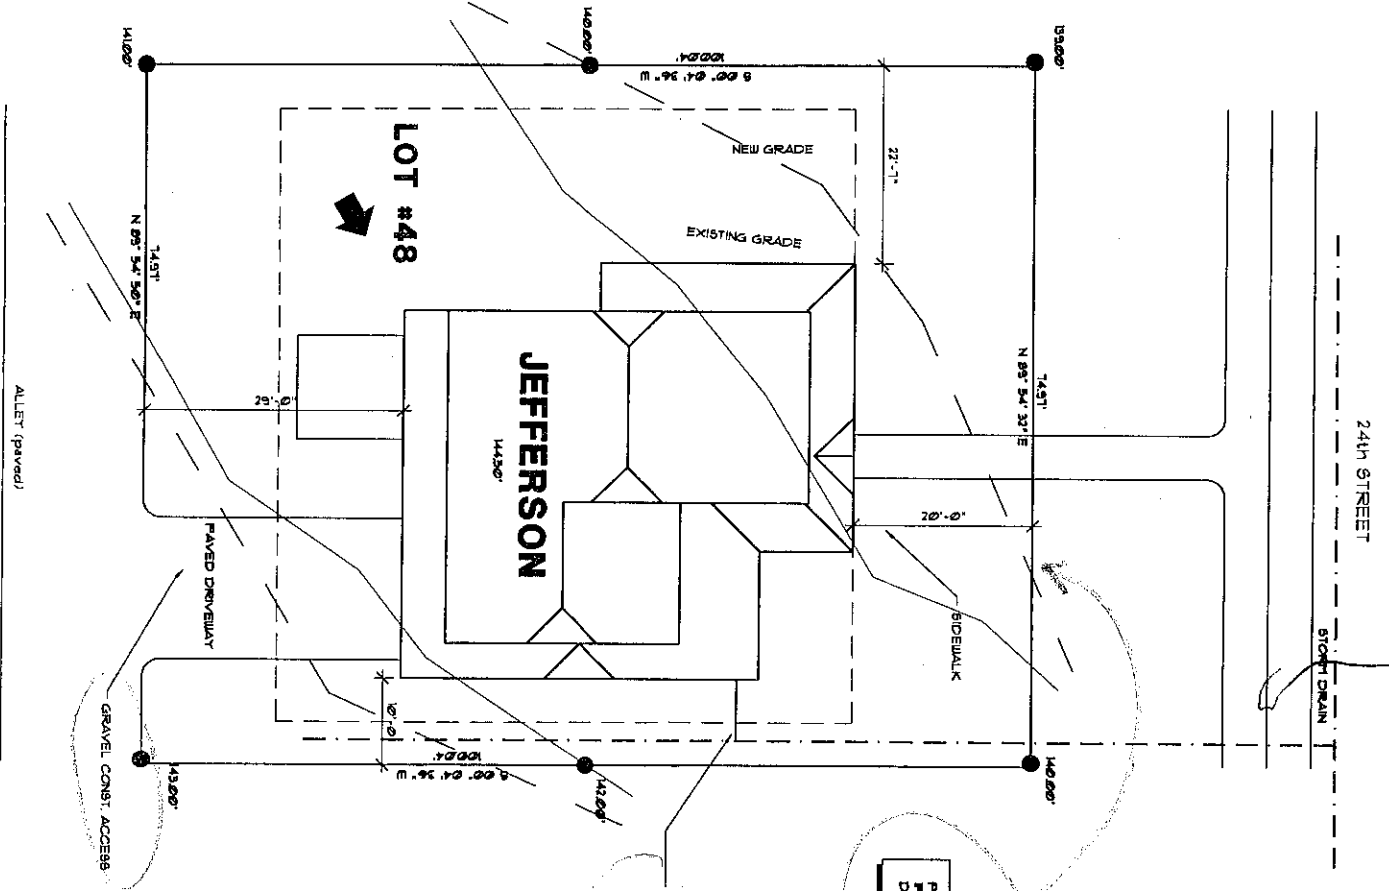 141.00'
140.00'
139.00'
100.04'
S 00° 04' 36" W
NEW GRADE
22'-7"
EXISTING GRADE
LOT #48
74.97'
N 89° 54' 50" E
74.97'
N 89° 54' 32" E
24th STREET
ALLEY (paved)
29'-0"
JEFFERSON
144.50'
20'-0"
PAVED DRIVEWAY
SIDEWALK
STORM DRAIN
GRAVEL CONST. ACCESS
10'-0"
100.04'
S 00° 04' 36" W
143.00'
142.00'
140.00'